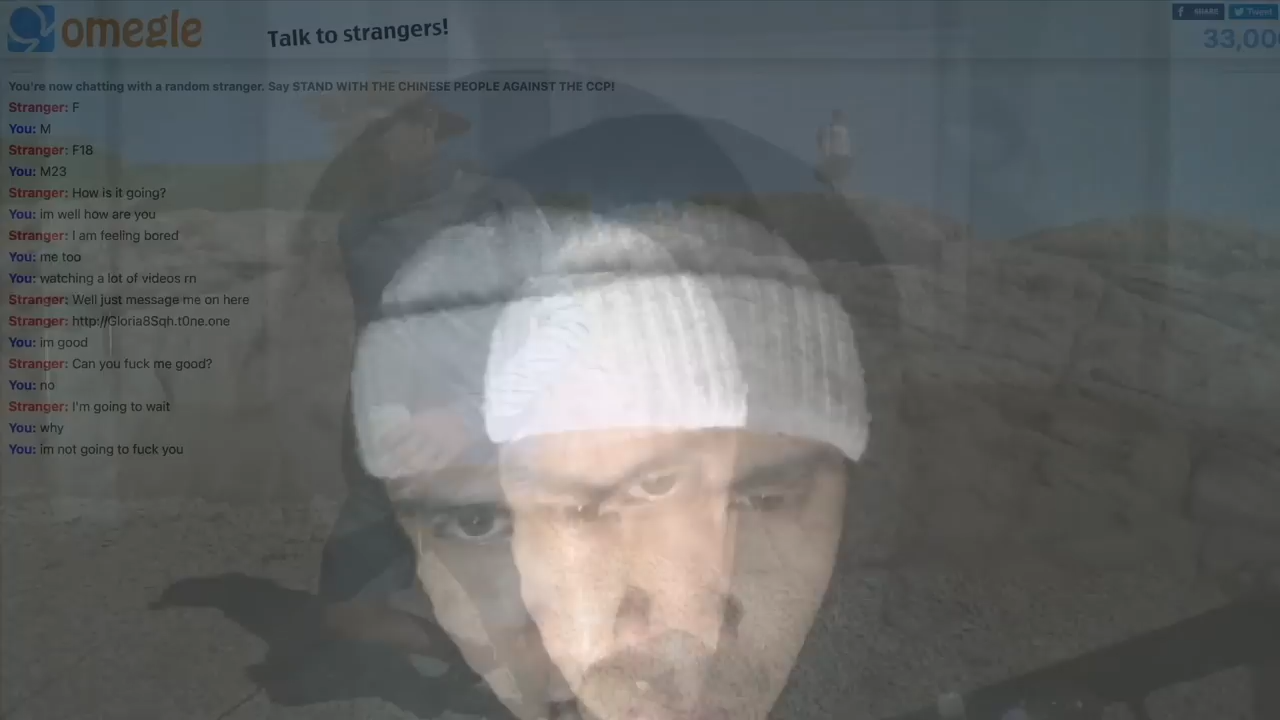 omegle
Talk to strangers!
SHARE
Tweet
33,00
You're now chatting with a random stranger. Say STAND WITH THE CHINESE PEOPLE AGAINST THE CCP!
Stranger: F
You: M
Stranger: F18
You: M23
Stranger: How is it going?
You: im well how are you
Stranger: I am feeling bored
You: me too
You: watching a lot of videos rn
Stranger: Well just message me on here
Stranger: http://Gloria8Sqh.t0ne.one
You: im good
Stranger: Can you fuck me good?
You: no
Stranger: I'm going to wait
You: why
You: im not going to fuck you